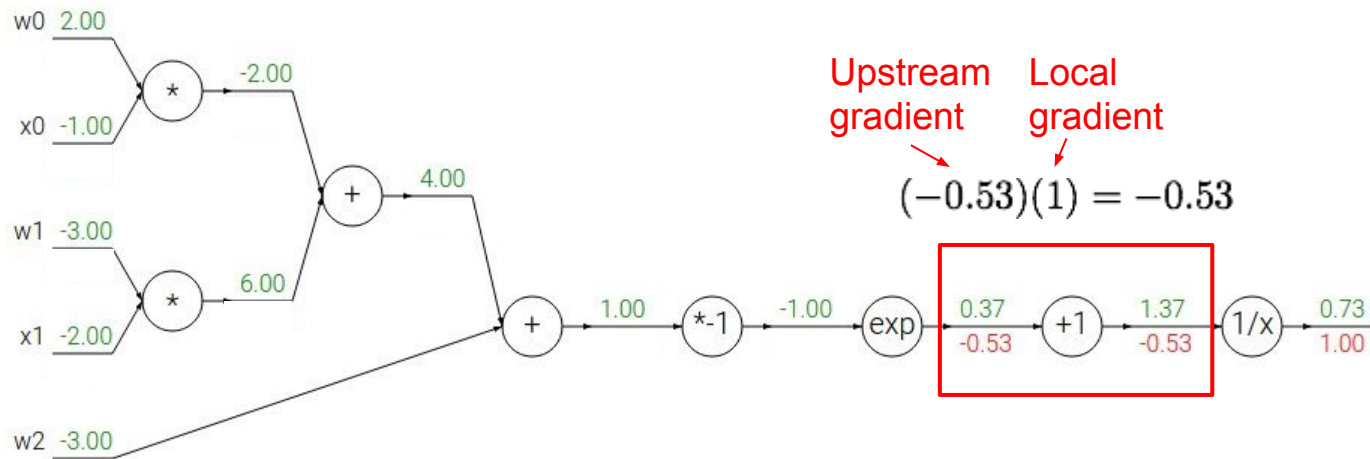 w0 2.00
*
-2.00
x0 -1.00
+
4.00
w1 -3.00
*
6.00
x1 -2.00
w2 -3.00
Upstream gradient
Local gradient
(-0.53)(1) = -0.53
+
1.00
*-1
-1.00
exp
0.37
-0.53
+1
1.37
-0.53
1/x
0.73
1.00